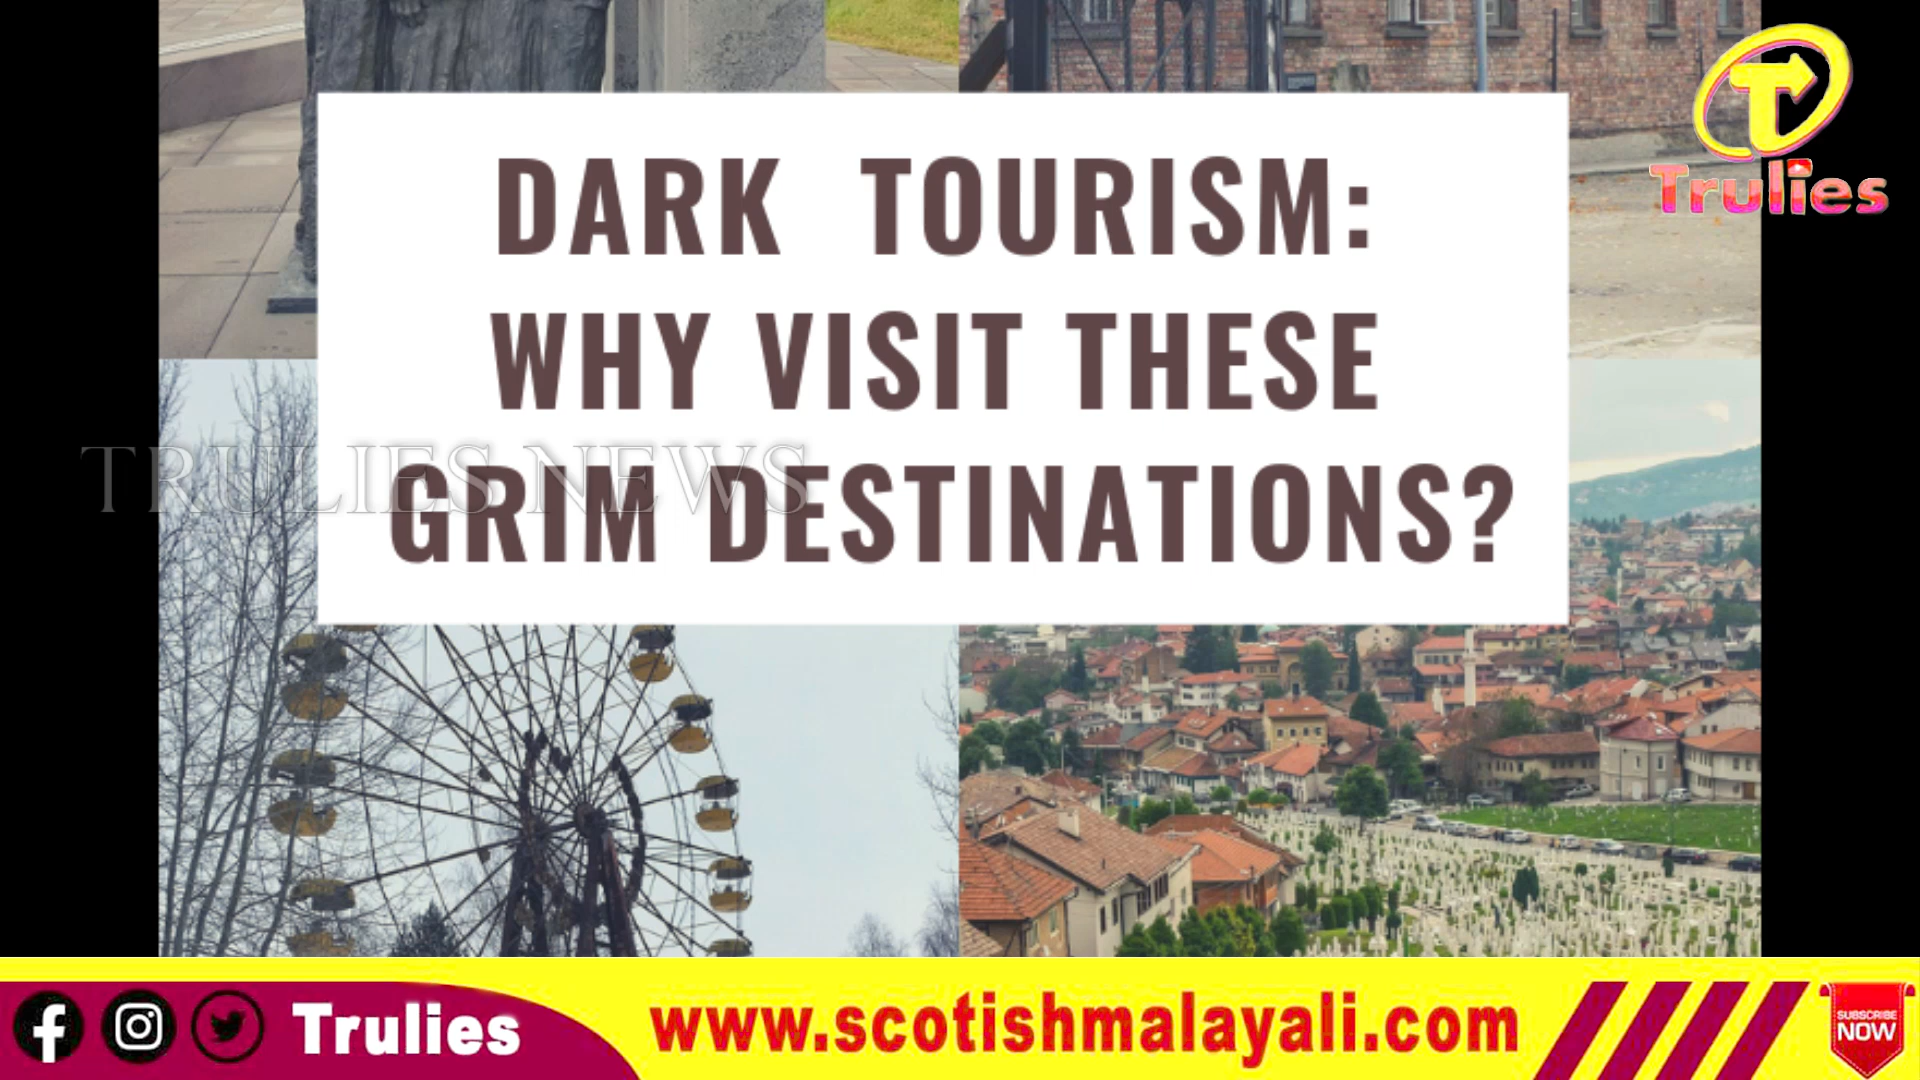 Trulies
DARK TOURISM:
WHY VISIT THESE
GRIM DESTINATIONS?
TRULIES NEWS
Trulies
www.scotishmalayali.com
SUBSCRIBE
NOW